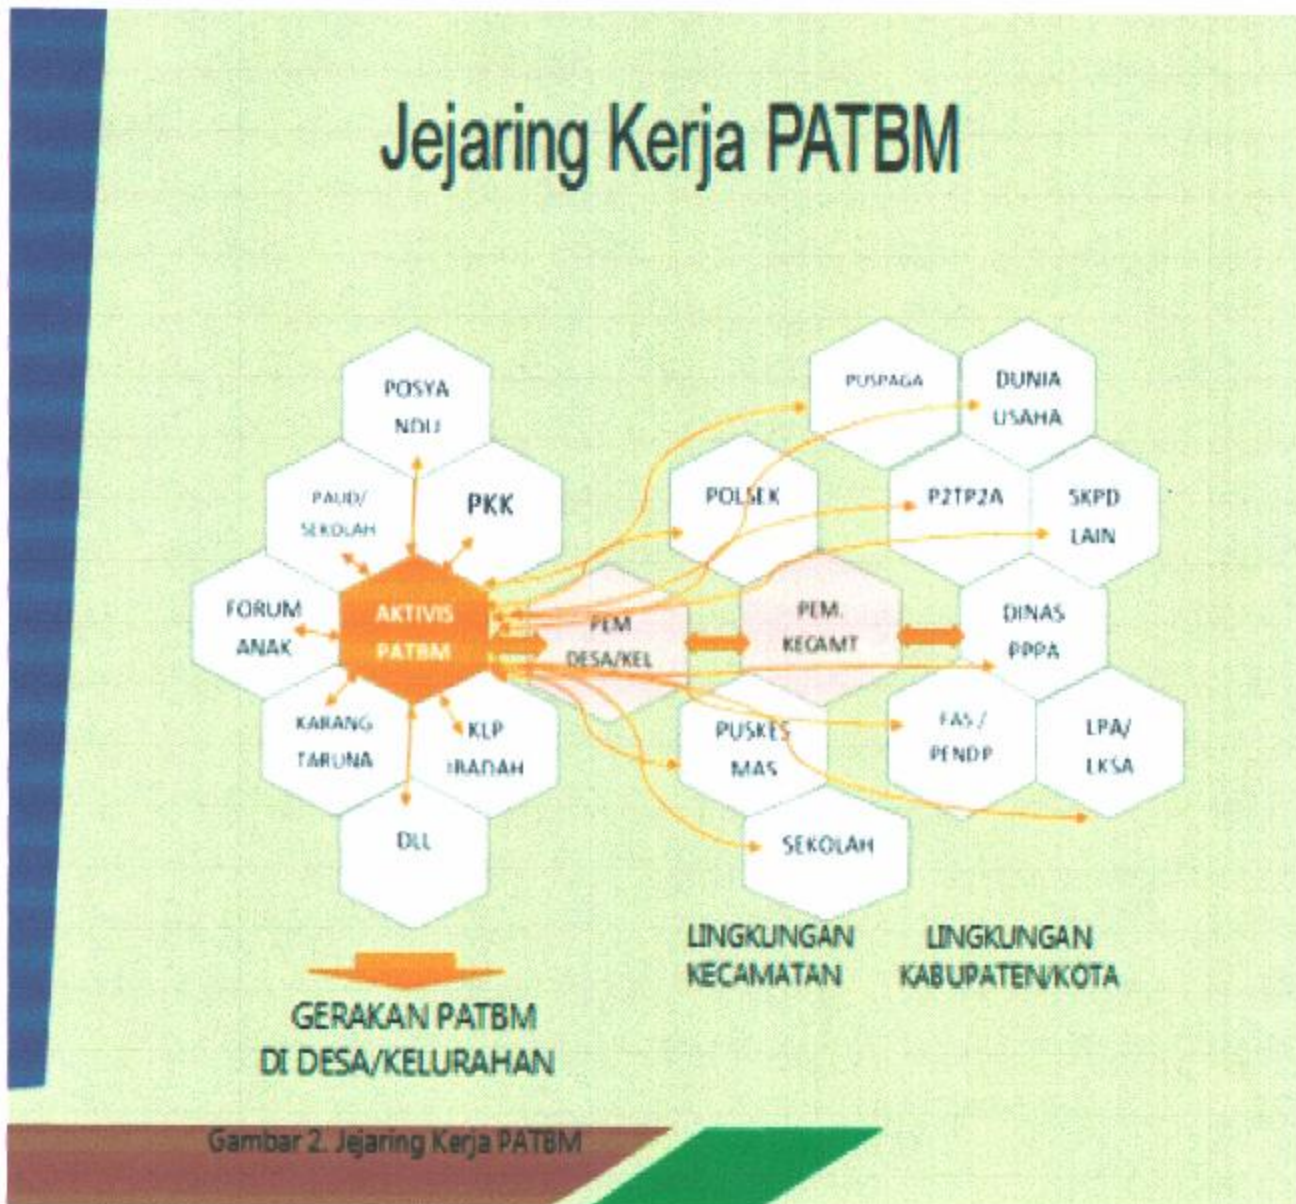 Jejaring Kerja PATBM
POSYA
NDU
PAUD/
SEKOLAH
PKK
FORUM
ANAK
AKTIVIS
PATBM
KARANG
TARUNA
KLP
IBADAH
DLL
PEM
DESA/KEL
POLSEK
PEM.
KECAMT
PUSKES
MAS
SEKOLAH
PUSPAGA
DUNIA
USAHA
P2TP2A
SKPD
LAIN
DINAS
PPPA
FAS /
PENDP
LPA/
LKSA
LINGKUNGAN
KECAMATAN
LINGKUNGAN
KABUPATEN/KOTA
GERAKAN PATBM
DI DESA/KELURAHAN
Gambar 2. Jejaring Kerja PATBM